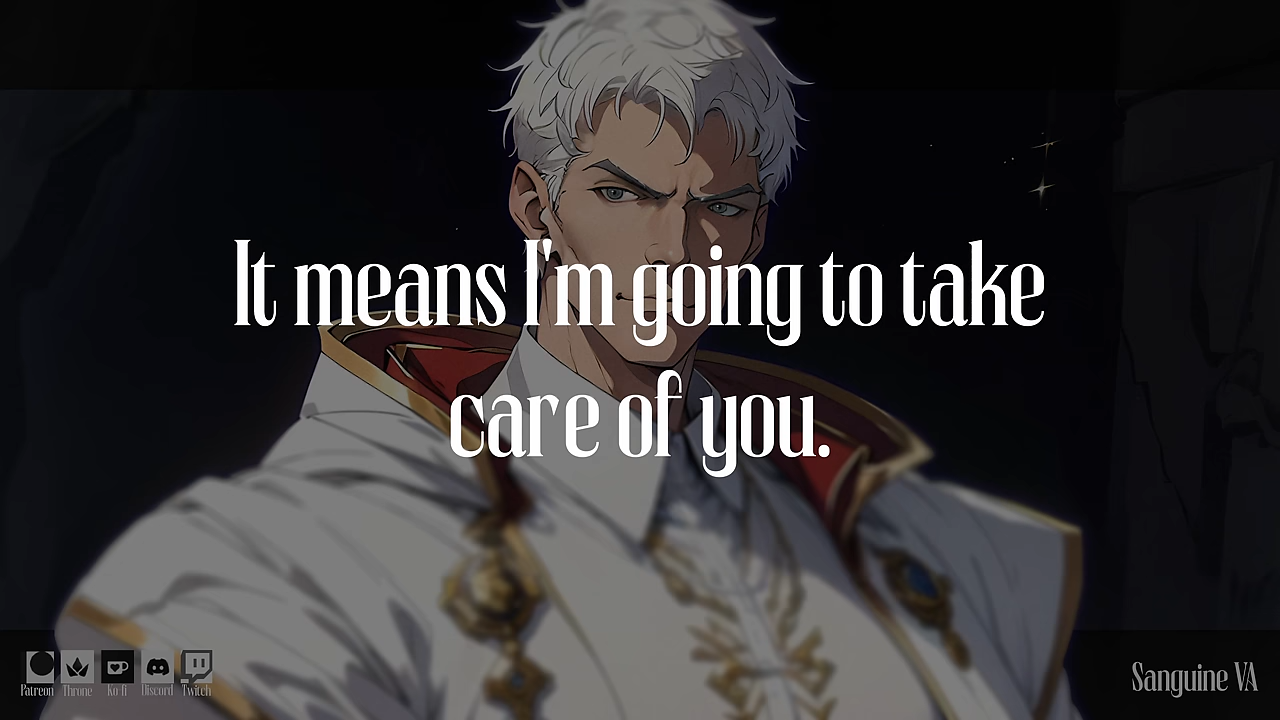 It means I'm going to take
care of you.
Patreon Throne Ko fi Discord Twitch
Sanguine VA